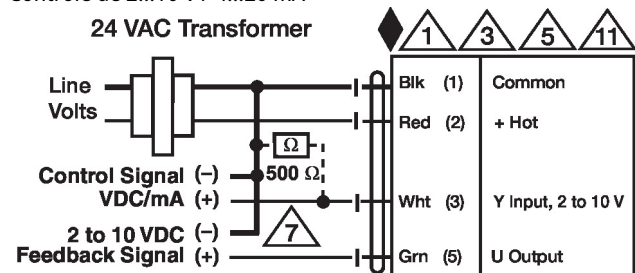 24 VAC Transformer
1 3 5 11
Line
Volts
Blk (1) Common
Red (2) + Hot
Ω
500 Ω
Control Signal (−)
VDC/mA (+)
Wht (3) Y Input, 2 to 10 V
7
2 to 10 VDC (−)
Feedback Signal (+)
Grn (5) U Output